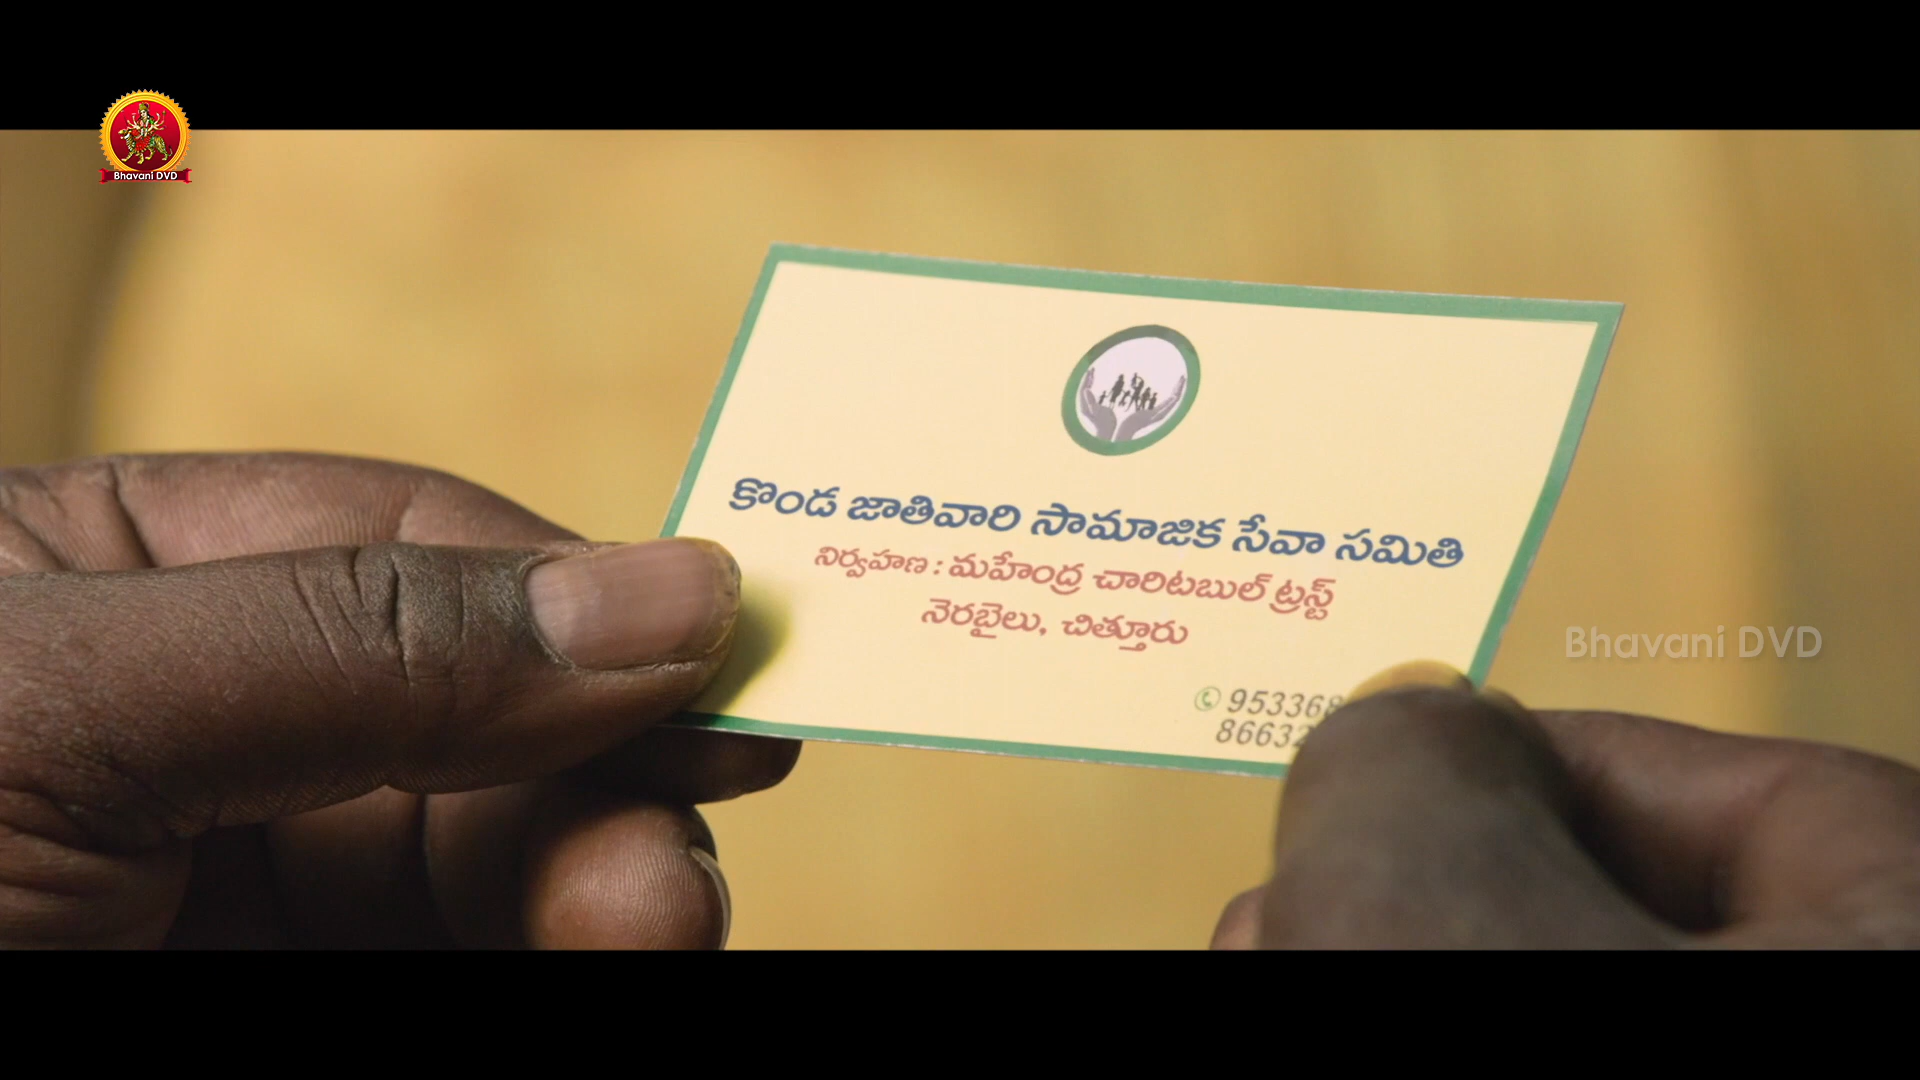 Bhavani DVD
కొండ జాతివారి సామాజిక సేవా సమితి
నిర్వహణ : మహేంద్ర చారిటబుల్ ట్రస్ట్
నెరబైలు, చిత్తూరు
Bhavani DVD
95336
8663